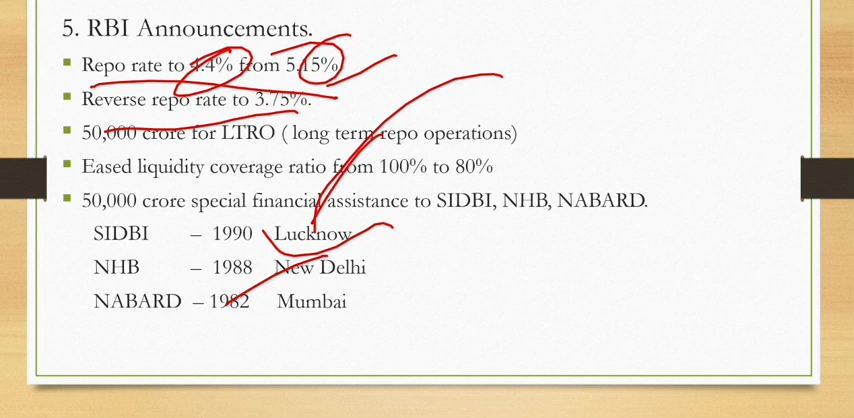 5. RBI Announcements.
Repo rate to 4.4% from 5.15%
Reverse repo rate to 3.75%.
50,000 crore for LTRO ( long term repo operations)
Eased liquidity coverage ratio from 100% to 80%
50,000 crore special financial assistance to SIDBI, NHB, NABARD.
SIDBI – 1990 Lucknow
NHB – 1988 New Delhi
NABARD – 1982 Mumbai